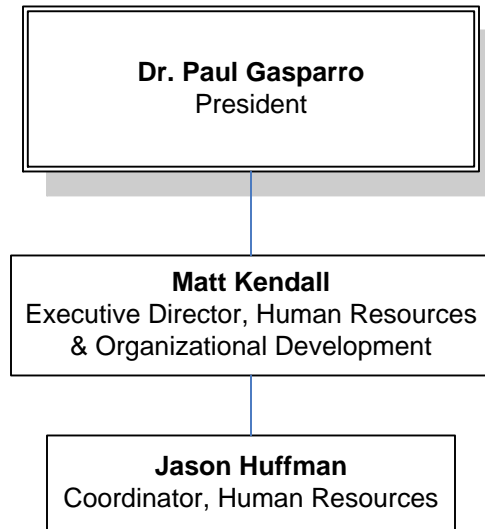 Dr. Paul Gasparro
President
Matt Kendall
Executive Director, Human Resources
& Organizational Development
Jason Huffman
Coordinator, Human Resources